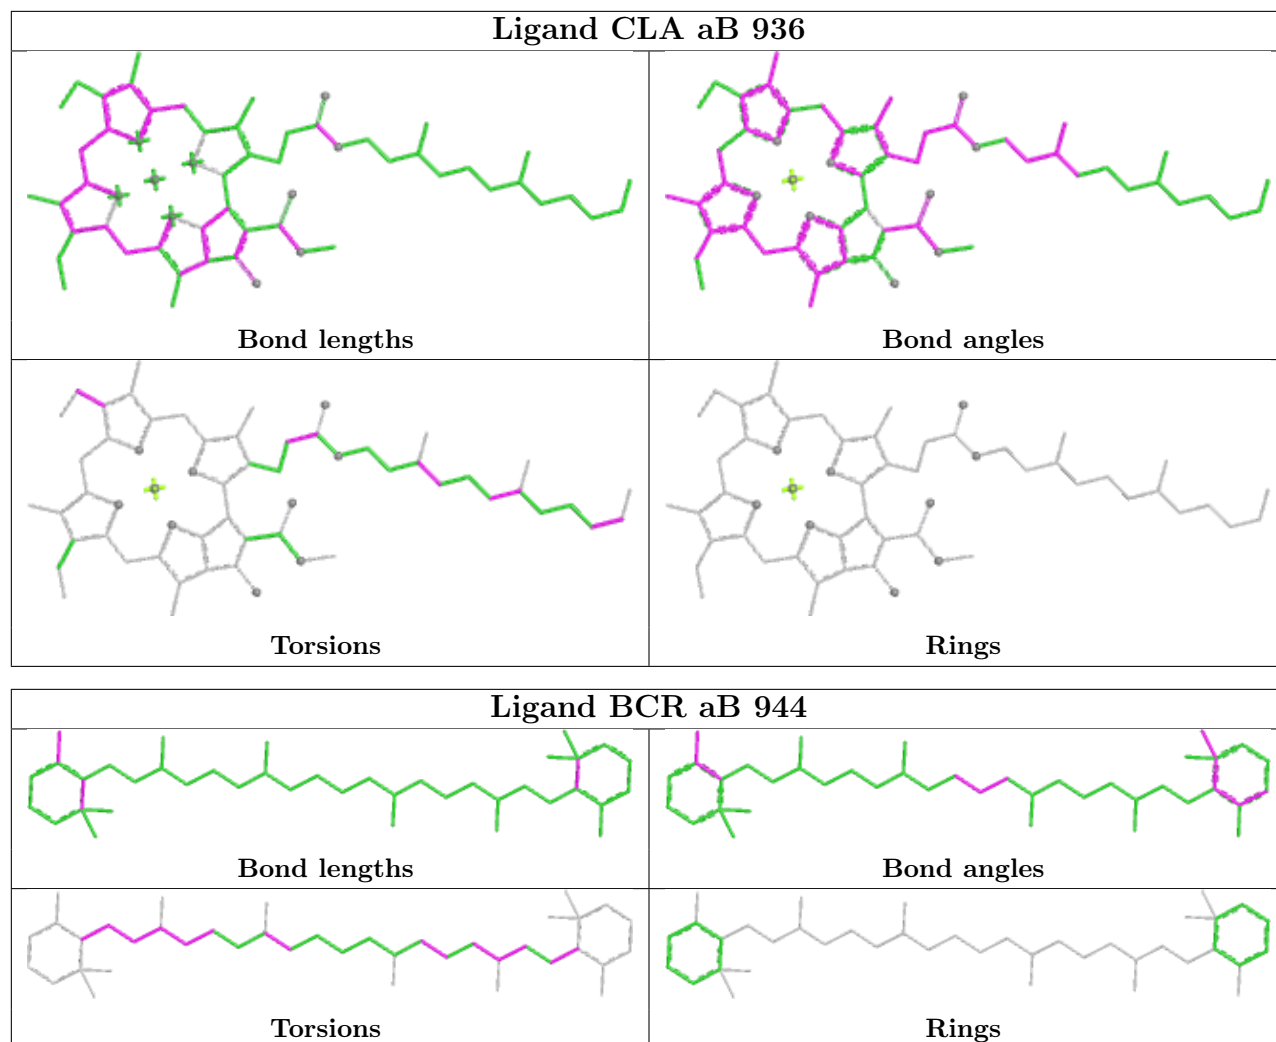 Ligand CLA aB 936
Bond lengths
Bond angles
Torsions
Rings
Ligand BCR aB 944
Bond lengths
Bond angles
Torsions
Rings